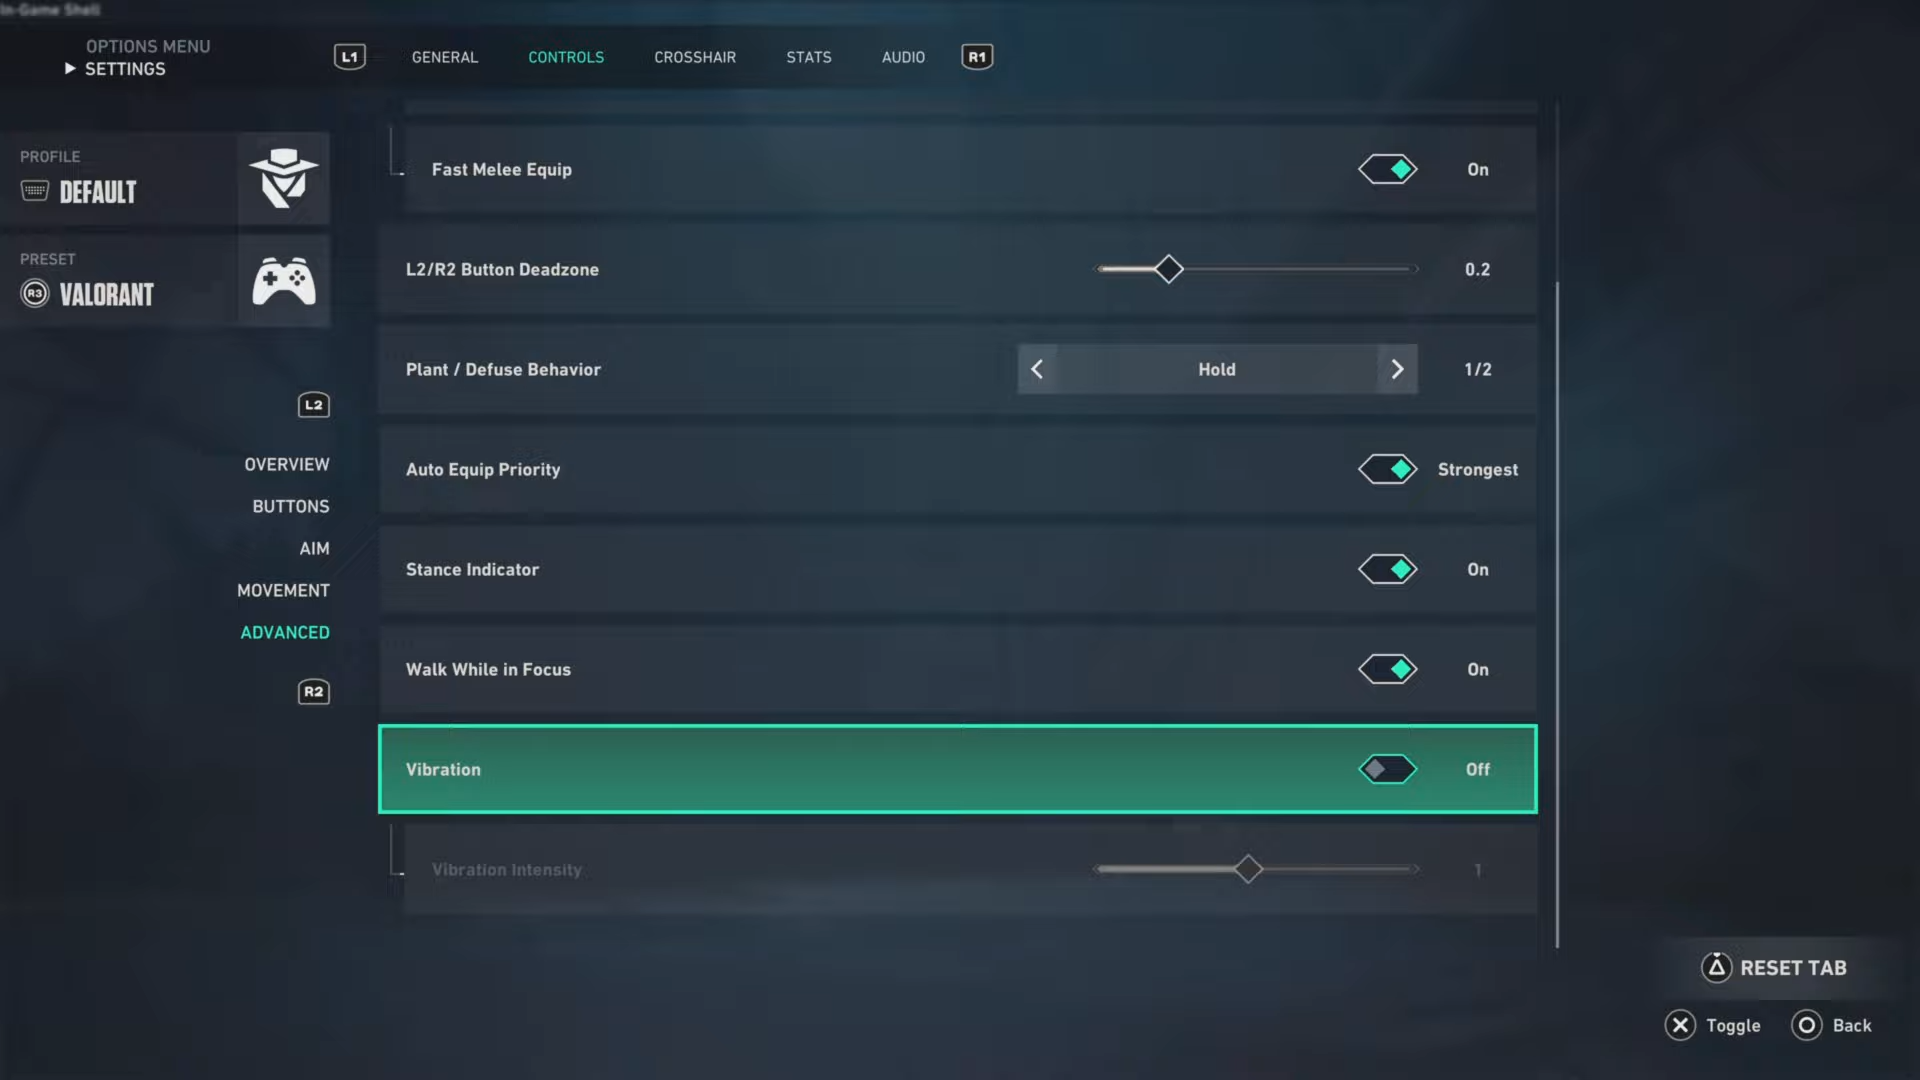 In-Game Shell
OPTIONS MENU
SETTINGS
L1
GENERAL
CONTROLS
CROSSHAIR
STATS
AUDIO
R1
PROFILE
DEFAULT
PRESET
R3
VALORANT
L2
OVERVIEW
BUTTONS
AIM
MOVEMENT
ADVANCED
R2
Fast Melee Equip
On
L2/R2 Button Deadzone
0.2
Plant / Defuse Behavior
Hold
1/2
Auto Equip Priority
Strongest
Stance Indicator
On
Walk While in Focus
On
Vibration
Off
Vibration Intensity
1
RESET TAB
Toggle
Back